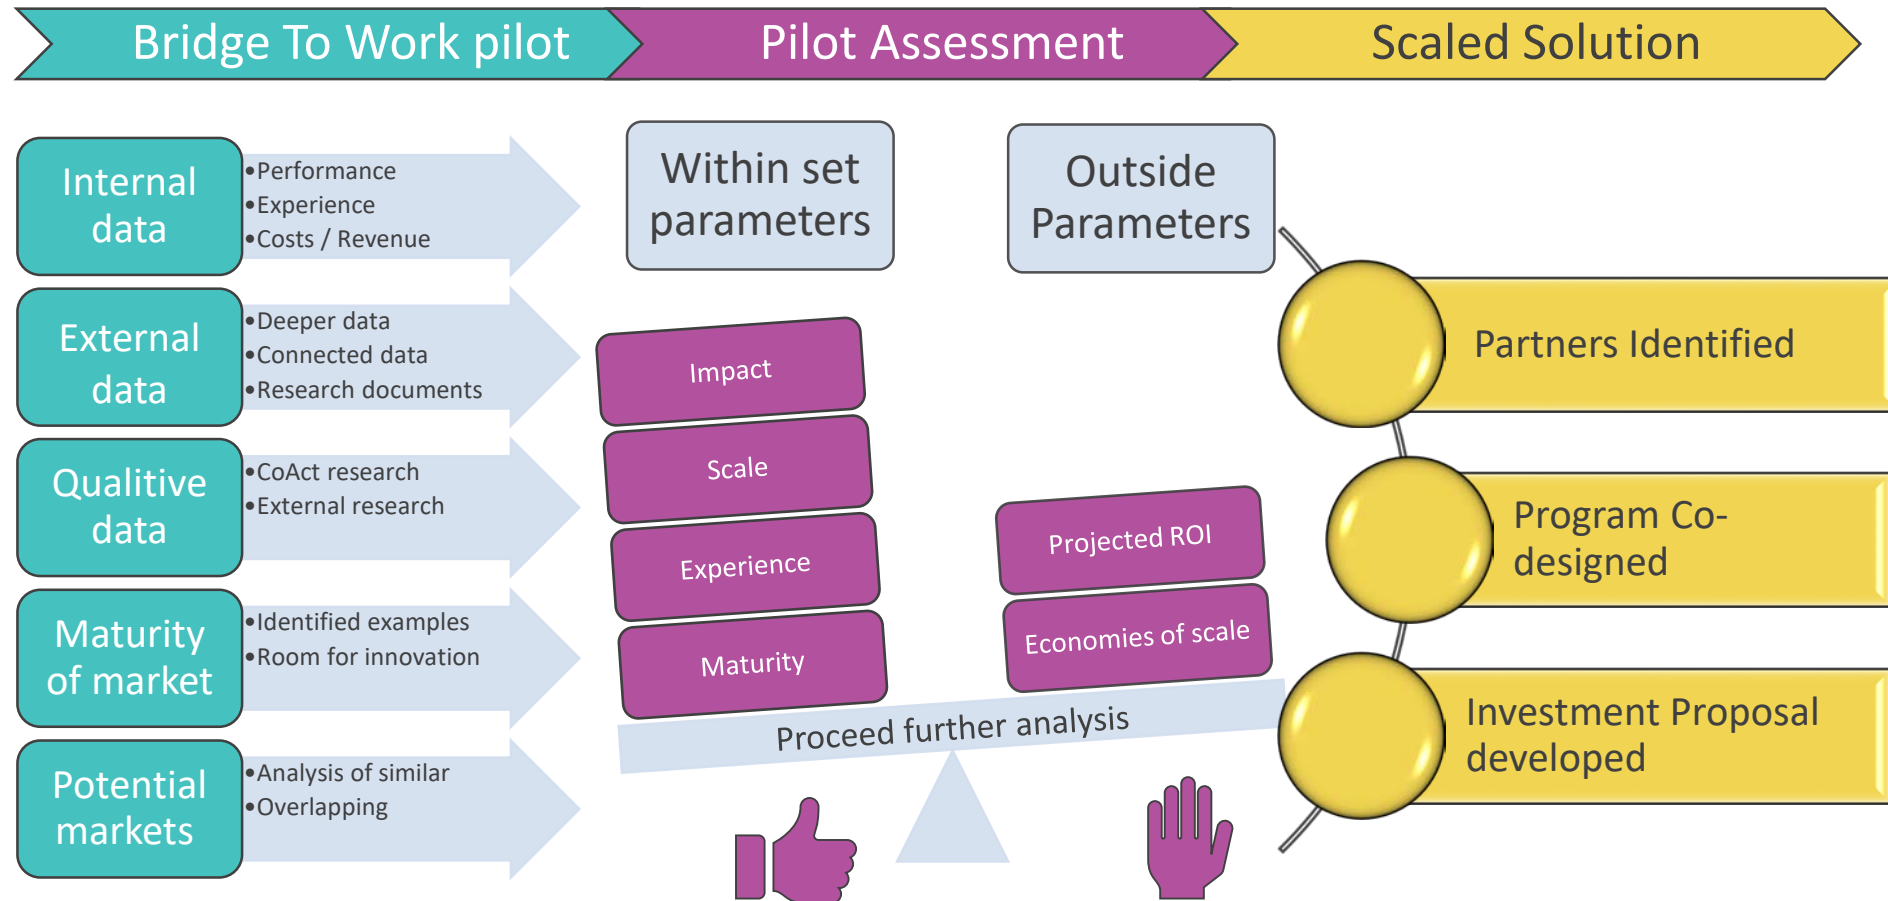 Bridge To Work pilot
Pilot Assessment
Scaled Solution
Internal
data
•Performance
•Experience
•Costs / Revenue
External
data
•Deeper data
•Connected data
•Research documents
Qualitive
data
•CoAct research
•External research
Maturity
of market
•Identified examples
•Room for innovation
Potential
markets
•Analysis of similar
•Overlapping
Within set
parameters
Outside
Parameters
Impact
Scale
Experience
Maturity
Projected ROI
Economies of scale
Proceed further analysis
Partners Identified
Program Co-
designed
Investment Proposal
developed